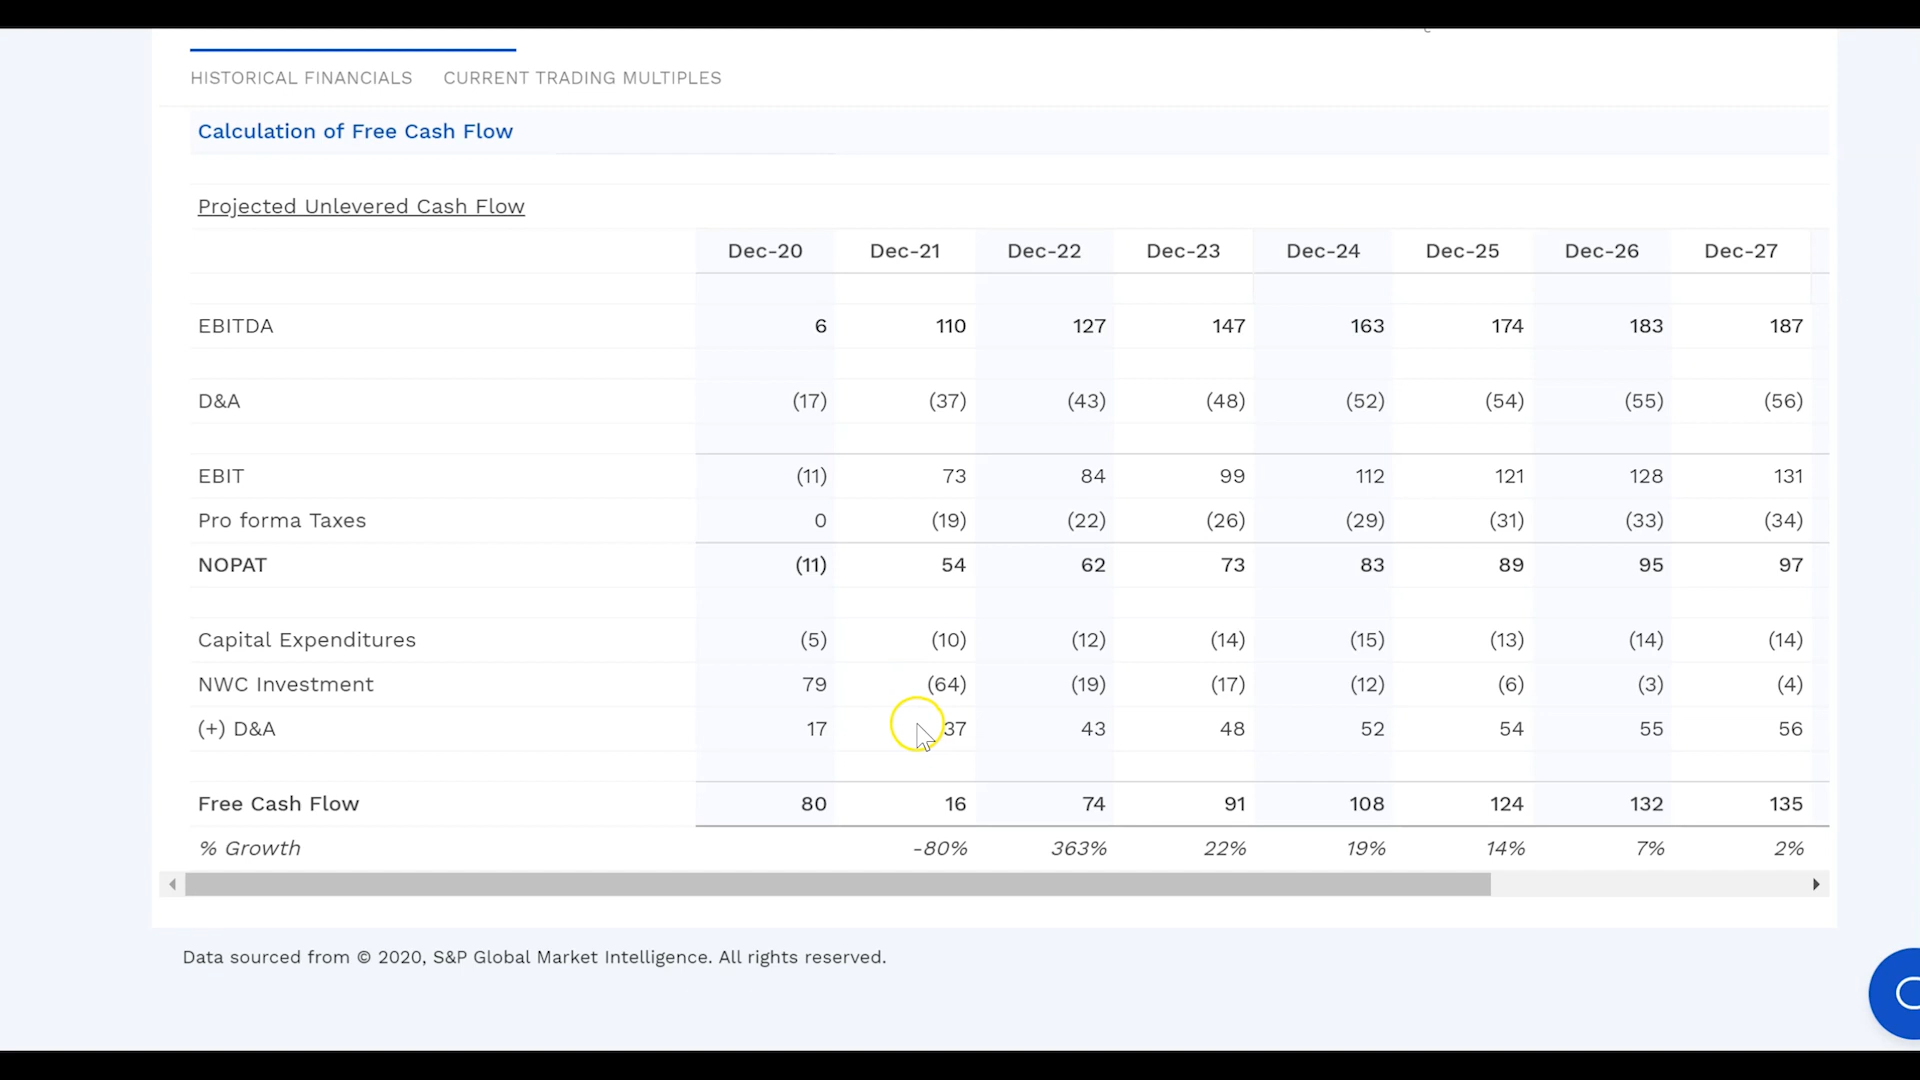 HISTORICAL FINANCIALS CURRENT TRADING MULTIPLES
Calculation of Free Cash Flow
Projected Unlevered Cash Flow
Dec-20 Dec-21 Dec-22 Dec-23 Dec-24 Dec-25 Dec-26 Dec-27
EBITDA 6 110 127 147 163 174 183 187
D&A (17) (37) (43) (48) (52) (54) (55) (56)
EBIT (11) 73 84 99 112 121 128 131
Pro forma Taxes 0 (19) (22) (26) (29) (31) (33) (34)
NOPAT (11) 54 62 73 83 89 95 97
Capital Expenditures (5) (10) (12) (14) (15) (13) (14) (14)
NWC Investment 79 (64) (19) (17) (12) (6) (3) (4)
(+) D&A 17 37 43 48 52 54 55 56
Free Cash Flow 80 16 74 91 108 124 132 135
% Growth -80% 363% 22% 19% 14% 7% 2%
Data sourced from © 2020, S&P Global Market Intelligence. All rights reserved.